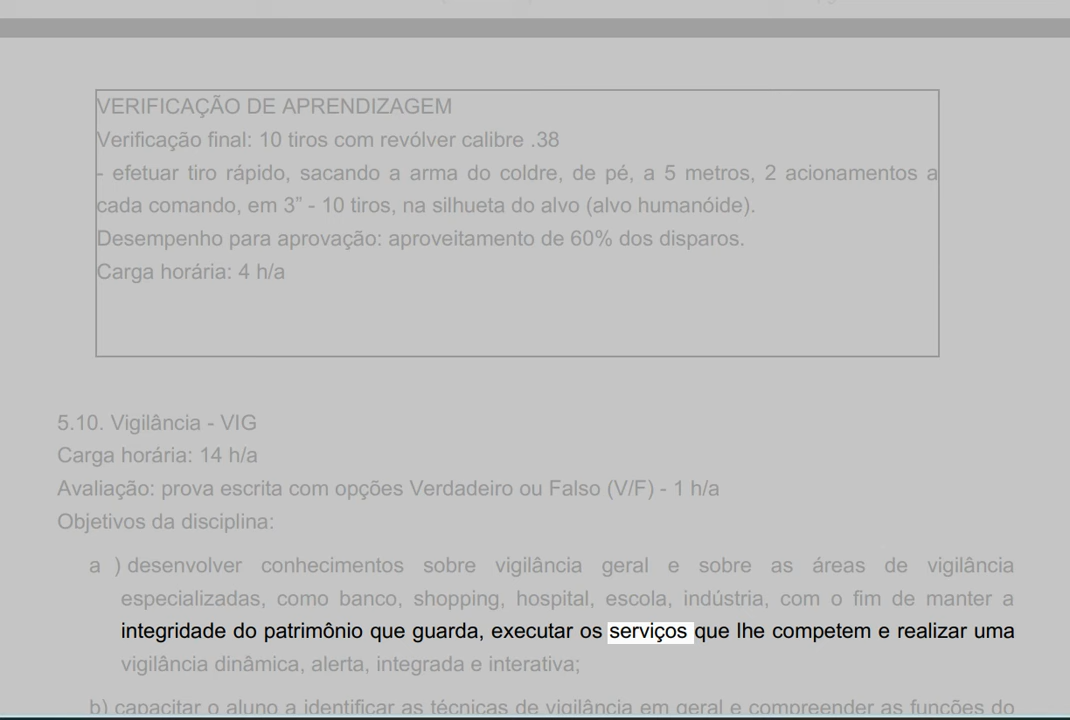 VERIFICAÇÃO DE APRENDIZAGEM
Verificação final: 10 tiros com revólver calibre .38
- efetuar tiro rápido, sacando a arma do coldre, de pé, a 5 metros, 2 acionamentos a
cada comando, em 3” - 10 tiros, na silhueta do alvo (alvo humanóide).
Desempenho para aprovação: aproveitamento de 60% dos disparos.
Carga horária: 4 h/a
5.10. Vigilância - VIG
Carga horária: 14 h/a
Avaliação: prova escrita com opções Verdadeiro ou Falso (V/F) - 1 h/a
Objetivos da disciplina:
a ) desenvolver conhecimentos sobre vigilância geral e sobre as áreas de vigilância
especializadas, como banco, shopping, hospital, escola, indústria, com o fim de manter a
integridade do patrimônio que guarda, executar os serviços que lhe competem e realizar uma
vigilância dinâmica, alerta, integrada e interativa;
b) capacitar o aluno a identificar as técnicas de vigilância em geral e compreender as funções do